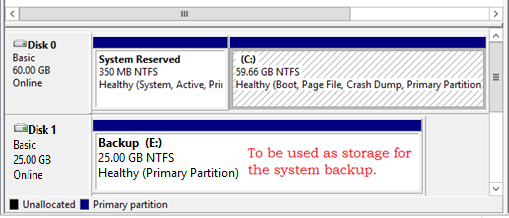 Disk 0
Basic
60.00 GB
Online
System Reserved
350 MB NTFS
Healthy (System, Active, Pri
(C:)
59.66 GB NTFS
Healthy (Boot, Page File, Crash Dump, Primary Partition
Disk 1
Basic
25.00 GB
Online
Backup (E:)
25.00 GB NTFS
Healthy (Primary Partition)
To be used as storage for
the system backup.
Unallocated
Primary partition